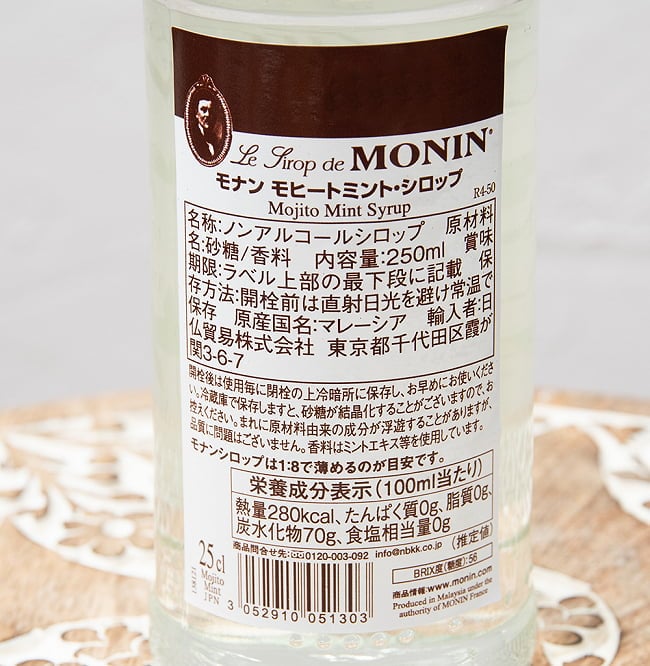 Le Sirop de MONIN®
モナン モヒートミント・シロップ
Mojito Mint Syrup
R4-50
名称:ノンアルコールシロップ 原材料
名:砂糖/香料 内容量:250ml 賞味
期限:ラベル上部の最下段に記載 保
存方法:開栓前は直射日光を避け常温で
保存 原産国名:マレーシア 輸入者:日
仏貿易株式会社 東京都千代田区霞が
関3-6-7
開栓後は使用毎に閉栓の上冷暗所に保存し、お早めにお使いくださ
い。冷蔵庫で保存しますと、砂糖が結晶化することがございますので、お
控えください。まれに原材料由来の成分が浮遊することがありますが、
品質に問題はございません。香料はミントエキス等を使用しています。
モナンシロップは1:8で薄めるのが目安です。
栄養成分表示(100ml当たり)
熱量280kcal、たんぱく質0g、脂質0g、
炭水化物70g、食塩相当量0g
(推定値)
商品問合せ先:0120-003-092 info@nbkk.co.jp
BRIX度(糖度):56
商品情報:www.monin.com
Produced in Malaysia under the
authority of MONIN France
25 cl
Mojito
Mint
JPN
138121
3 052910 051303